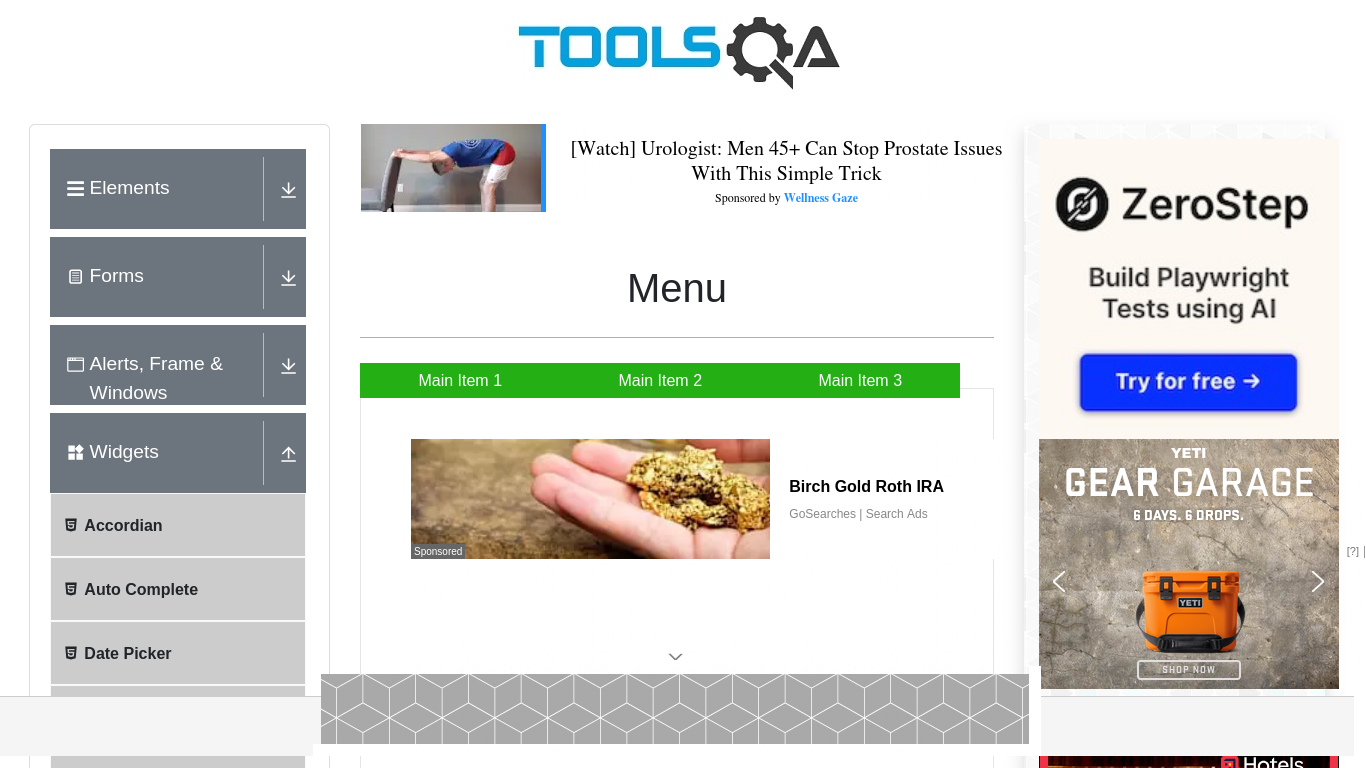 TOOLSQA
Elements
Forms
Alerts, Frame &
Windows
Widgets
Accordian
Auto Complete
Date Picker
[Watch] Urologist: Men 45+ Can Stop Prostate Issues
With This Simple Trick
Sponsored by Wellness Gaze
Menu
Main Item 1
Main Item 2
Main Item 3
Birch Gold Roth IRA
GoSearches | Search Ads
Sponsored
ZeroStep
Build Playwright
Tests using AI
Try for free →
YETI
GEAR GARAGE
6 DAYS. 6 DROPS.
YETI
SHOP NOW
[?] |
Hotels